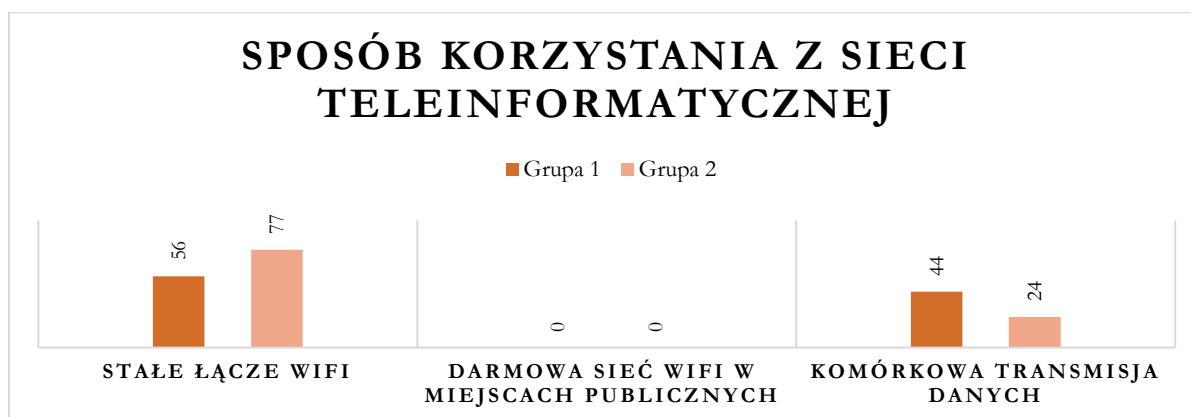 SPOSÓB KORZYSTANIA Z SIECI
TELEINFORMATYCZNEJ
Grupa 1 Grupa 2
56
77
0
0
44
24
STAŁE ŁĄCZE WIFI
DARMOWA SIEĆ WIFI W
MIEJSCACH PUBLICZNYCH
KOMÓRKOWA TRANSMISJA
DANYCH